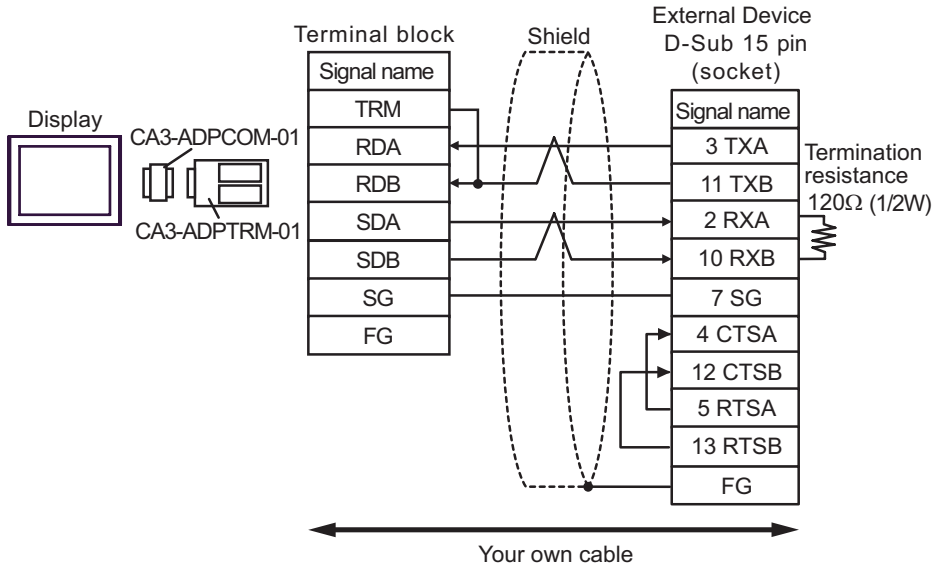 Display
CA3-ADPCOM-01
CA3-ADPTRM-01
Terminal block
Signal name
TRM
RDA
RDB
SDA
SDB
SG
FG
Shield
External Device
D-Sub 15 pin
(socket)
Signal name
3 TXA
11 TXB
2 RXA
10 RXB
7 SG
4 CTSA
12 CTSB
5 RTSA
13 RTSB
FG
Termination
resistance
120Ω (1/2W)
Your own cable